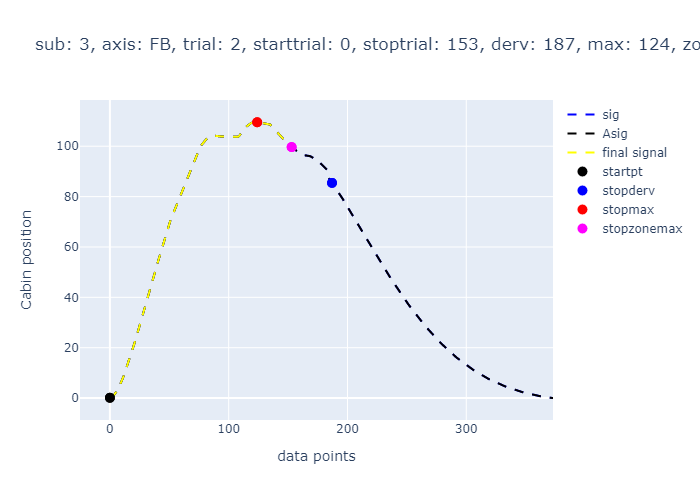 sub: 3, axis: FB, trial: 2, starttrial: 0, stoptrial: 153, derv: 187, max: 124, zo
sig
Asig
final signal
startpt
stopderv
stopmax
stopzonemax
Cabin position
100
80
60
40
20
0
0 100 200 300
data points